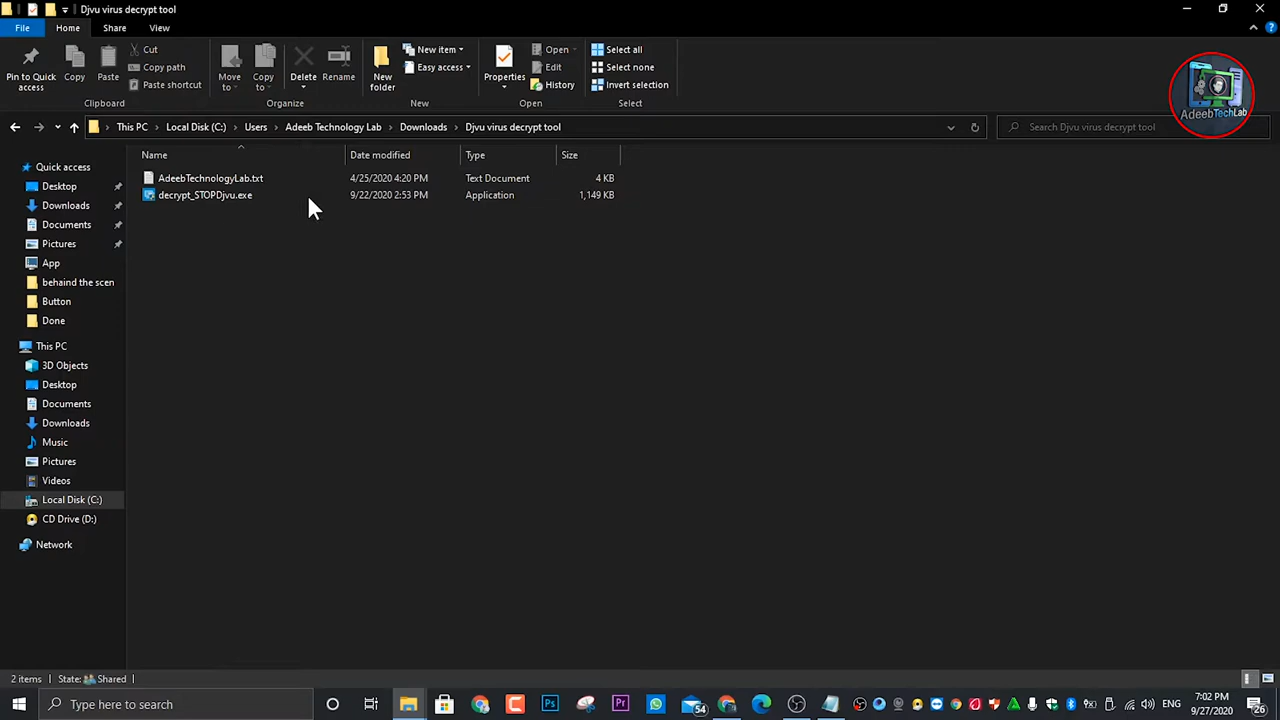 Djvu virus decrypt tool
File
Home
Share
View
Pin to Quick access
Copy
Paste
Cut
Copy path
Paste shortcut
Clipboard
Move to
Copy to
Delete
Rename
Organize
New folder
New item
Easy access
New
Properties
Open
Edit
History
Open
Select all
Select none
Invert selection
Select
AdeebTechLab
This PC > Local Disk (C:) > Users > Adeeb Technology Lab > Downloads > Djvu virus decrypt tool
Search Djvu virus decrypt tool
Name Date modified Type Size
AdeebTechnologyLab.txt 4/25/2020 4:20 PM Text Document 4 KB
decrypt_STOPDjvu.exe 9/22/2020 2:53 PM Application 1,149 KB
Quick access
Desktop
Downloads
Documents
Pictures
App
behaind the scen
Button
Done
This PC
3D Objects
Desktop
Documents
Downloads
Music
Pictures
Videos
Local Disk (C:)
CD Drive (D:)
Network
2 items State: Shared
Type here to search
Ps
Pr
54
ENG
7:02 PM
9/27/2020
26